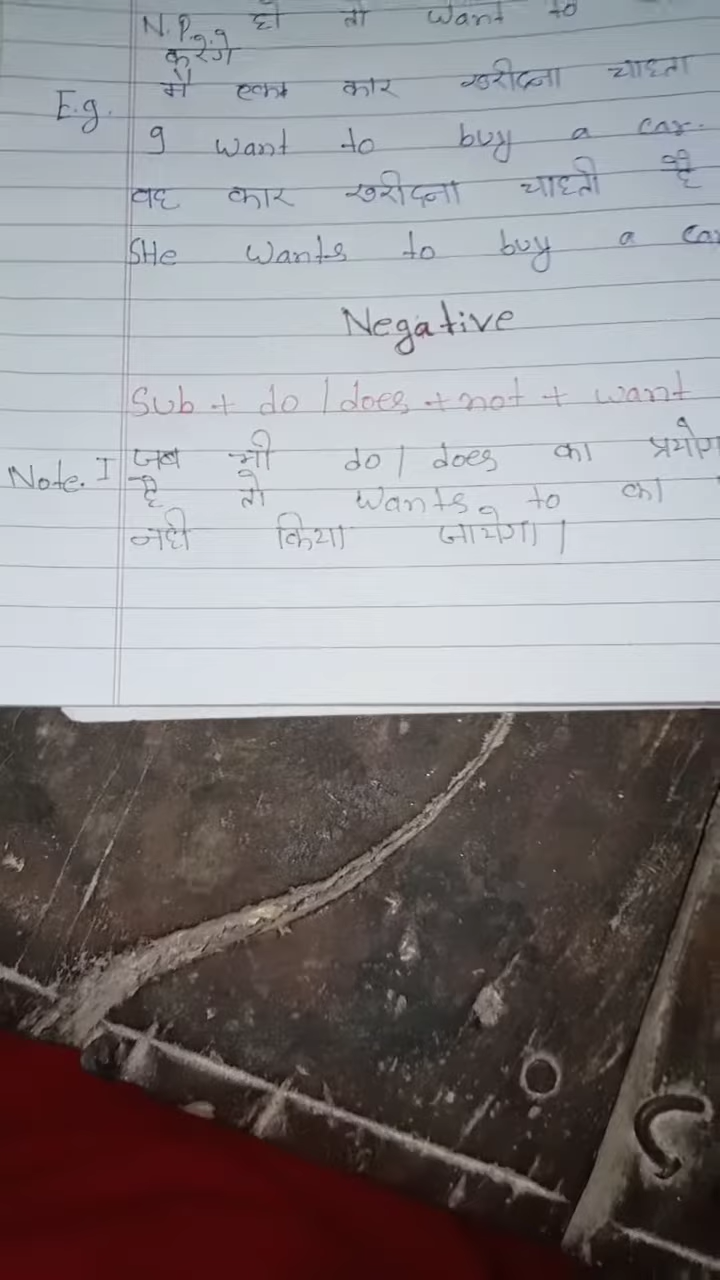 N.P. हो तो want to
करेंगे
E.g. मैं एक कार खरीदना चाहता
I want to buy a car.
वह कार खरीदना चाहती है
SHe wants to buy a ca
Negative
Sub + do / does + not + want
Note. I जब भी do / does का प्रयोग
है तो wants to का
नही किया जायेगा।